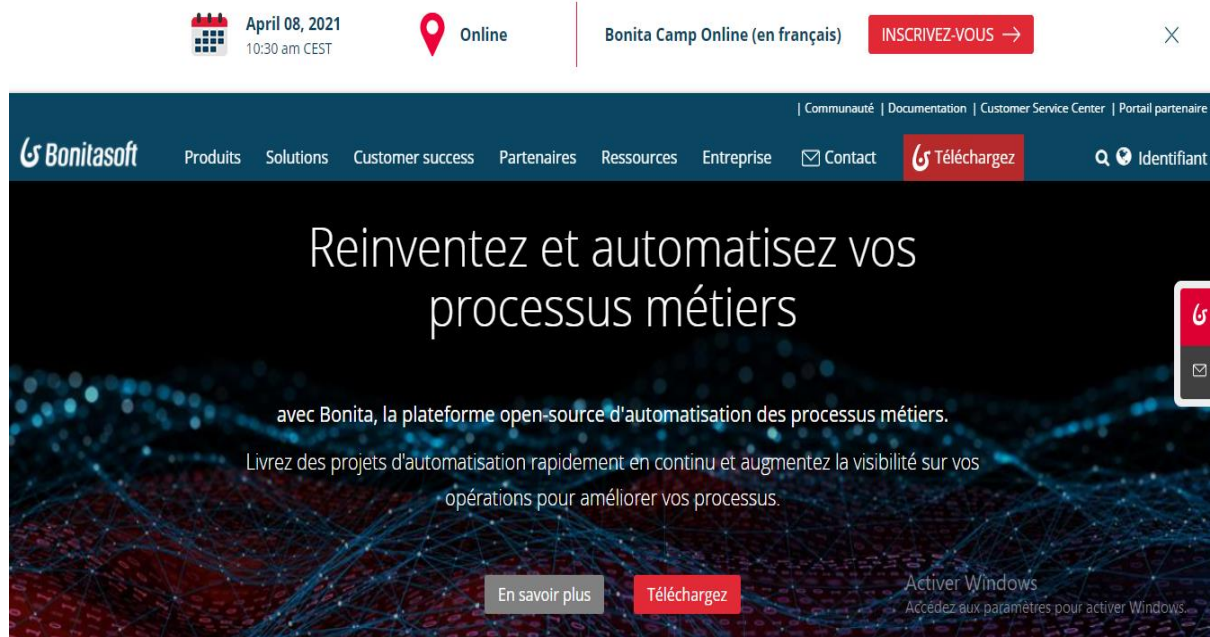 April 08, 2021
10:30 am CEST
Online
Bonita Camp Online (en français)
INSCRIVEZ-VOUS →
| Communauté | Documentation | Customer Service Center | Portail partenaire
Bonitasoft
Produits
Solutions
Customer success
Partenaires
Ressources
Entreprise
Contact
Téléchargez
Identifiant
Reinventez et automatisez vos
processus métiers
avec Bonita, la plateforme open-source d'automatisation des processus métiers.
Livrez des projets d'automatisation rapidement en continu et augmentez la visibilité sur vos
opérations pour améliorer vos processus.
En savoir plus
Téléchargez
Activer Windows
Accédez aux paramètres pour activer Windows.